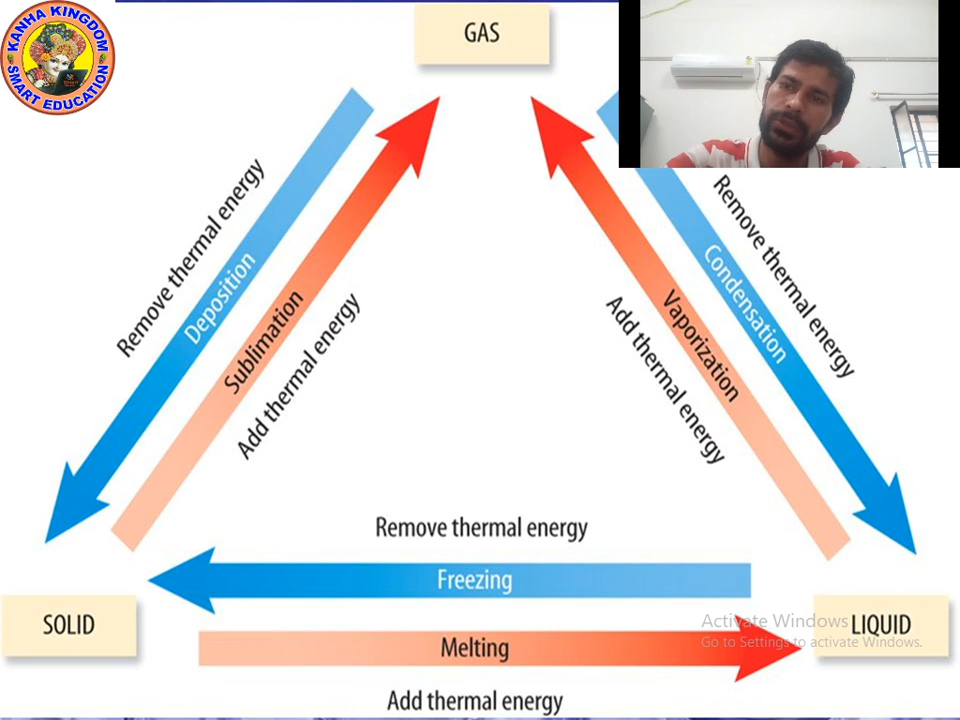 KANHA KINGDOM
SMART EDUCATION
GAS
Remove thermal energy
Deposition
Sublimation
Add thermal energy
Remove thermal energy
Condensation
Vaporization
Add thermal energy
Remove thermal energy
Freezing
SOLID
LIQUID
Activate Windows
Go to Settings to activate Windows.
Melting
Add thermal energy